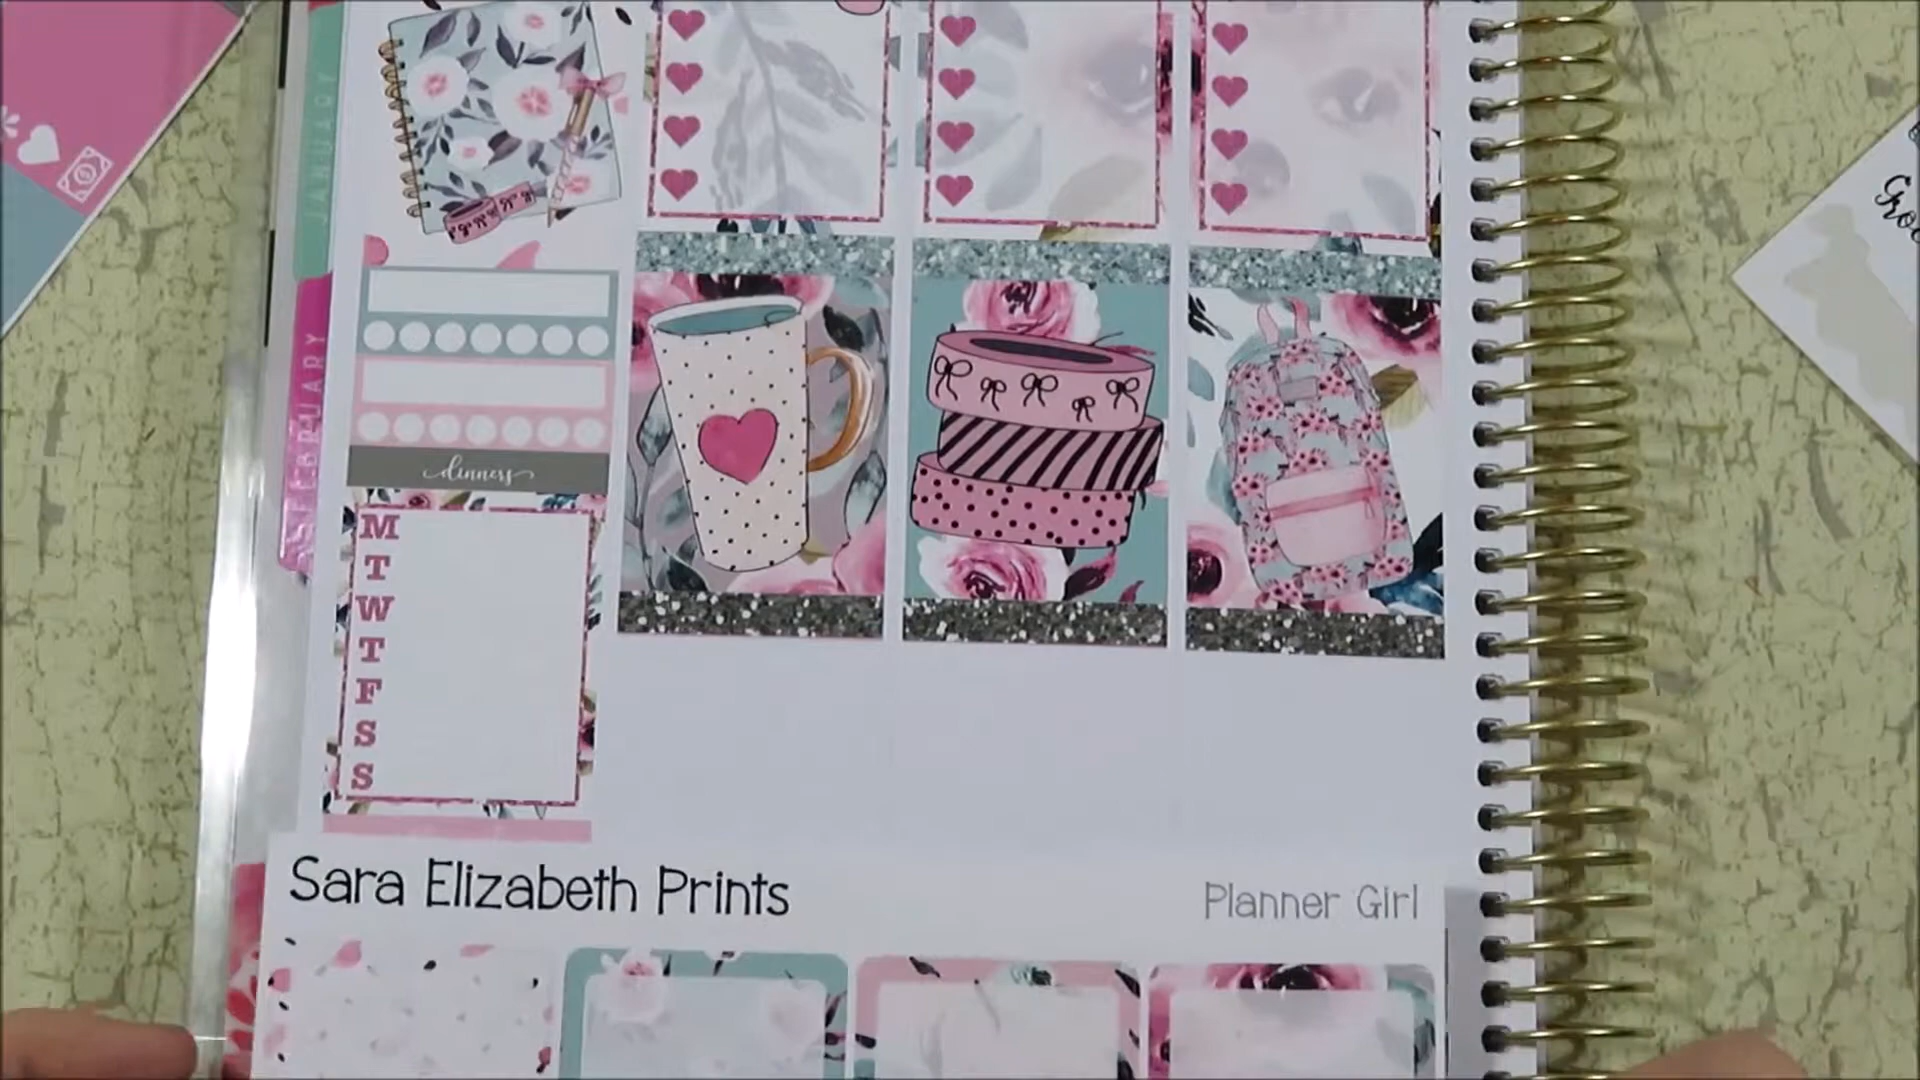 JANUARY
FEBRUARY
dinners
M
T
W
T
F
S
S
Sara Elizabeth Prints
Planner Girl